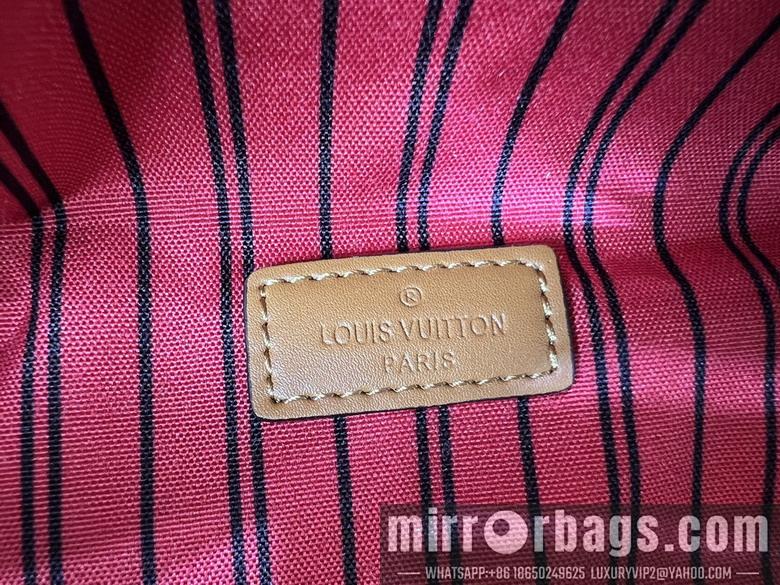 ®
LOUIS VUITTON
PARIS
mirrorbags.com
WHATSAPP:+86 18650249625 LUXURYVIP2@YAHOO.COM